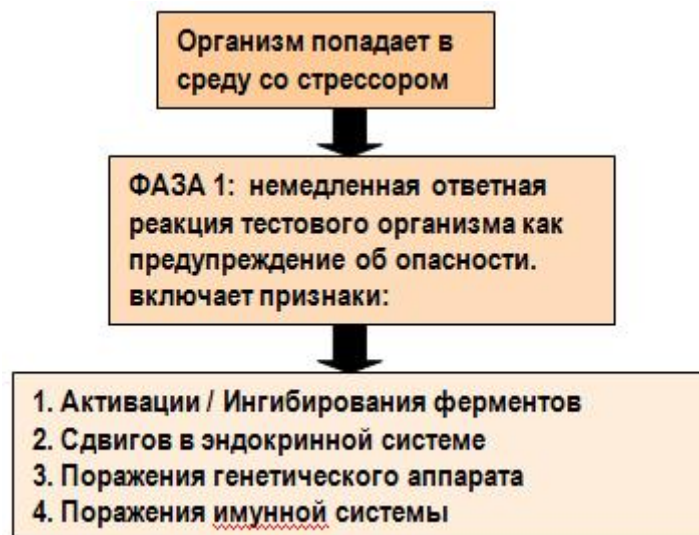 Организм попадает в
среду со стрессором
ФАЗА 1: немедленная ответная
реакция тестового организма как
предупреждение об опасности.
включает признаки:
1. Активации / Ингибирования ферментов
2. Сдвигов в эндокринной системе
3. Поражения генетического аппарата
4. Поражения имунной системы